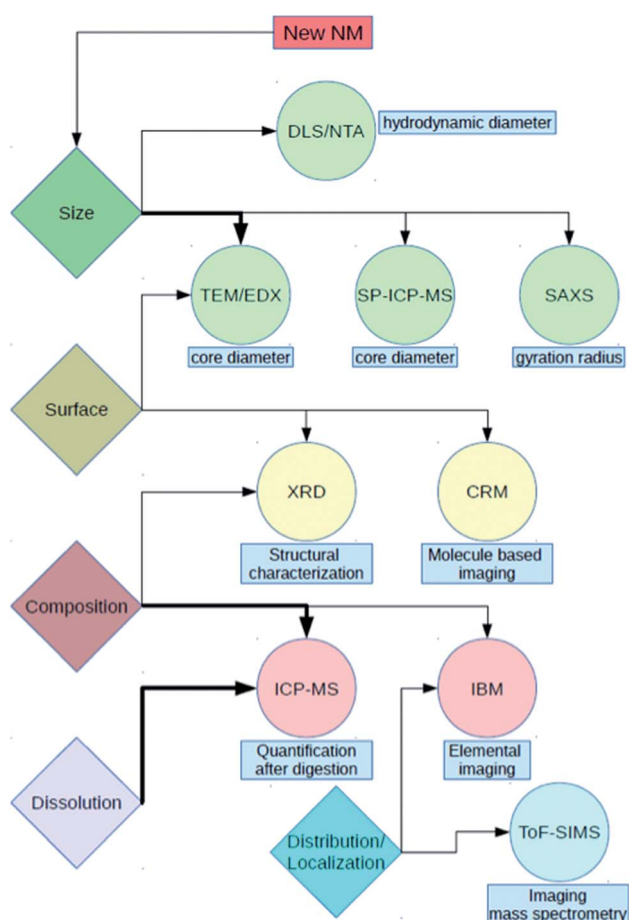 New NM
DLS/NTA
hydrodynamic diameter
Size
TEM/EDX
SP-ICP-MS
SAXS
core diameter
core diameter
gyration radius
Surface
XRD
CRM
Structural
characterization
Molecule based
imaging
Composition
ICP-MS
IBM
Quantification
after digestion
Elemental
imaging
Dissolution
Distribution/
Localization
ToF-SIMS
Imaging
mass spectrometry